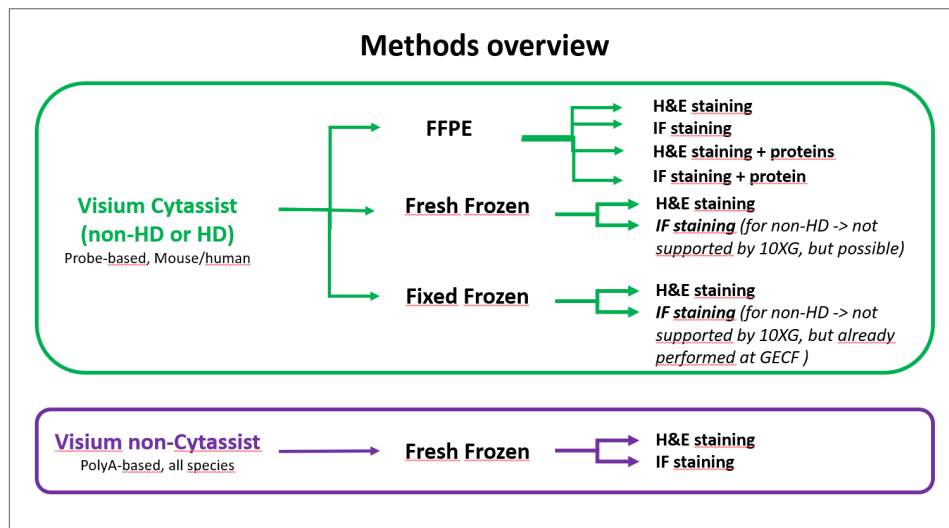 Methods overview
FFPE
H&E staining
IF staining
H&E staining + proteins
IF staining + protein
Visium Cytassist
(non-HD or HD)
Probe-based, Mouse/human
Fresh Frozen
H&E staining
IF staining (for non-HD -> not
supported by 10XG, but possible)
Fixed Frozen
H&E staining
IF staining (for non-HD -> not
supported by 10XG, but already
performed at GECF )
Visium non-Cytassist
PolyA-based, all species
Fresh Frozen
H&E staining
IF staining